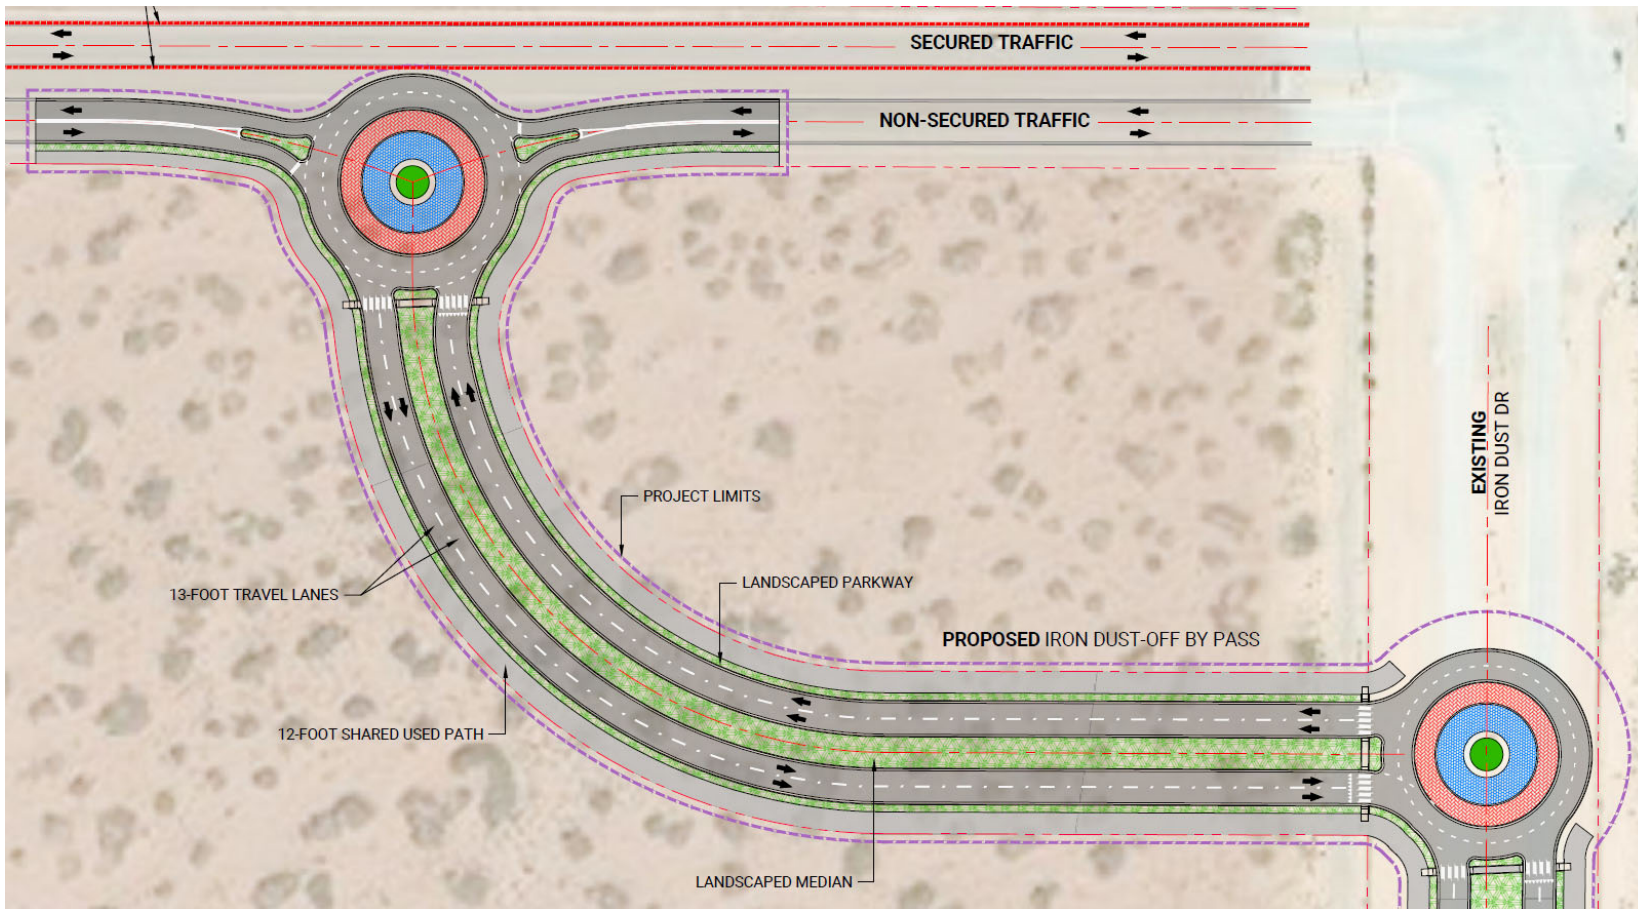 SECURED TRAFFIC
NON-SECURED TRAFFIC
EXISTING
IRON DUST DR
PROJECT LIMITS
LANDSCAPED PARKWAY
13-FOOT TRAVEL LANES
PROPOSED IRON DUST-OFF BY PASS
12-FOOT SHARED USED PATH
LANDSCAPED MEDIAN